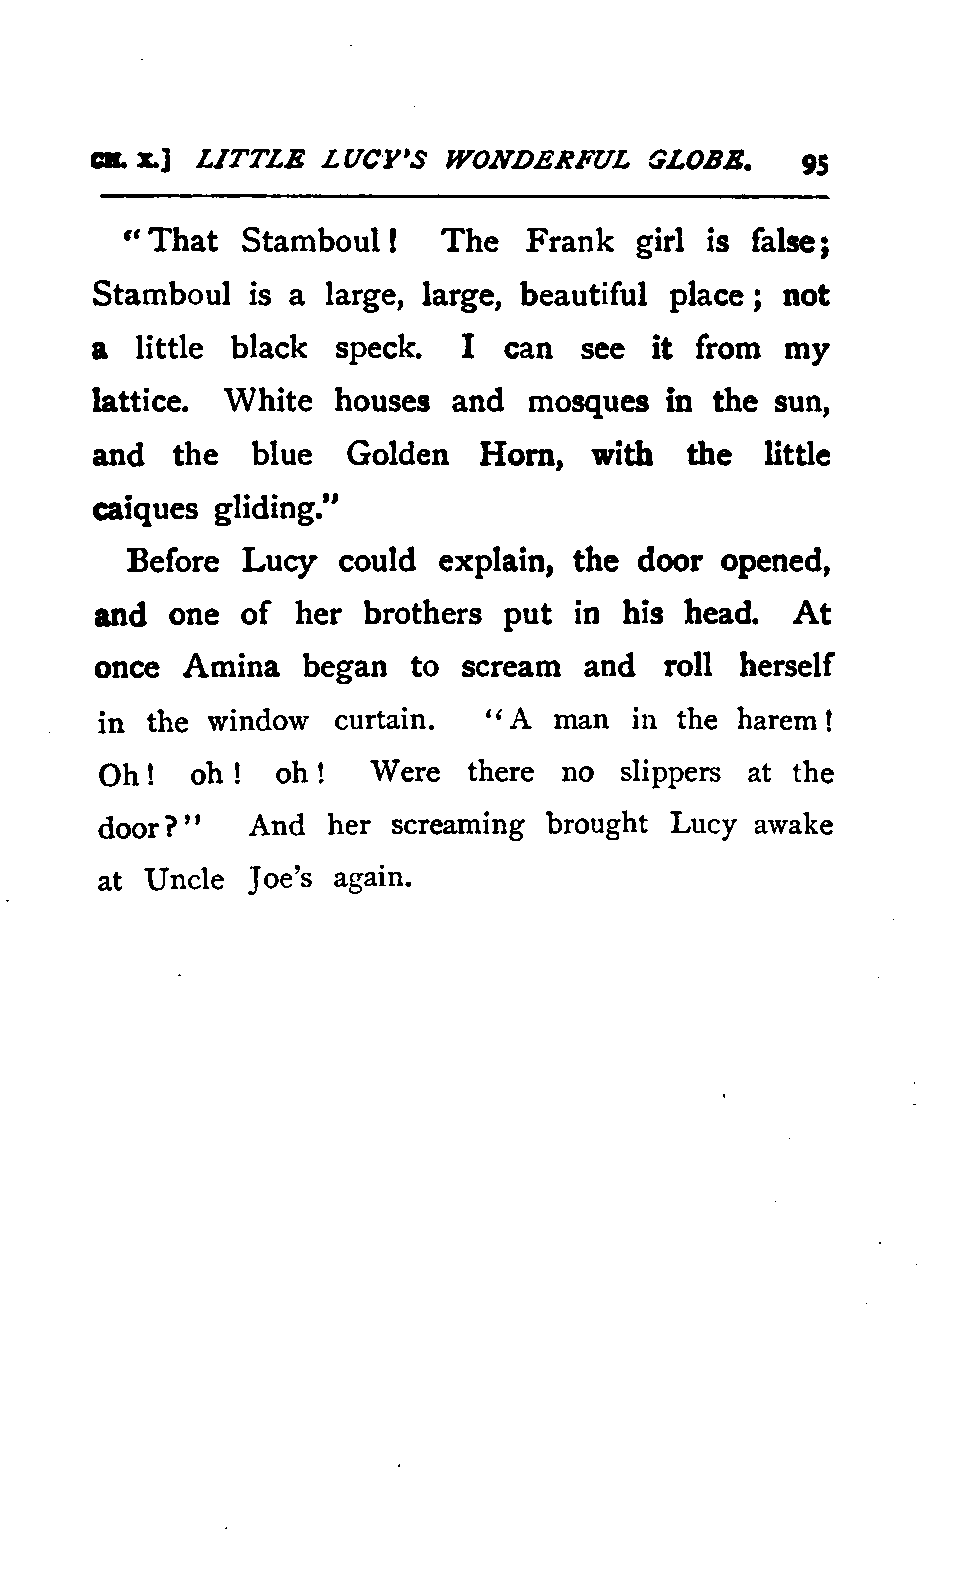 CH. X.] LITTLE LUCY'S WONDERFUL GLOBE. 95
"That Stamboul! The Frank girl is false;
Stamboul is a large, large, beautiful place; not
a little black speck. I can see it from my
lattice. White houses and mosques in the sun,
and the blue Golden Horn, with the little
caiques gliding."
Before Lucy could explain, the door opened,
and one of her brothers put in his head. At
once Amina began to scream and roll herself
in the window curtain. "A man in the harem!
Oh! oh! oh! Were there no slippers at the
door?" And her screaming brought Lucy awake
at Uncle Joe's again.